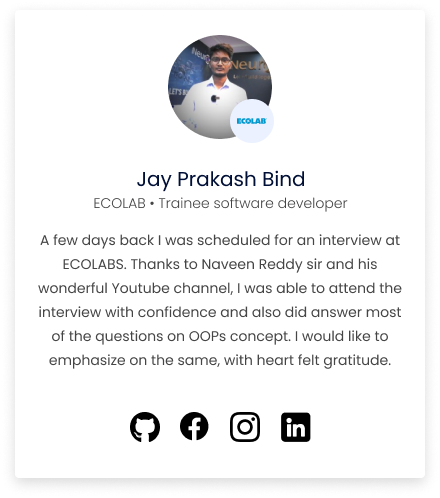 ECOLAB
Jay Prakash Bind
ECOLAB • Trainee software developer
A few days back I was scheduled for an interview at
ECOLABS. Thanks to Naveen Reddy sir and his
wonderful Youtube channel, I was able to attend the
interview with confidence and also did answer most
of the questions on OOPs concept. I would like to
emphasize on the same, with heart felt gratitude.
in